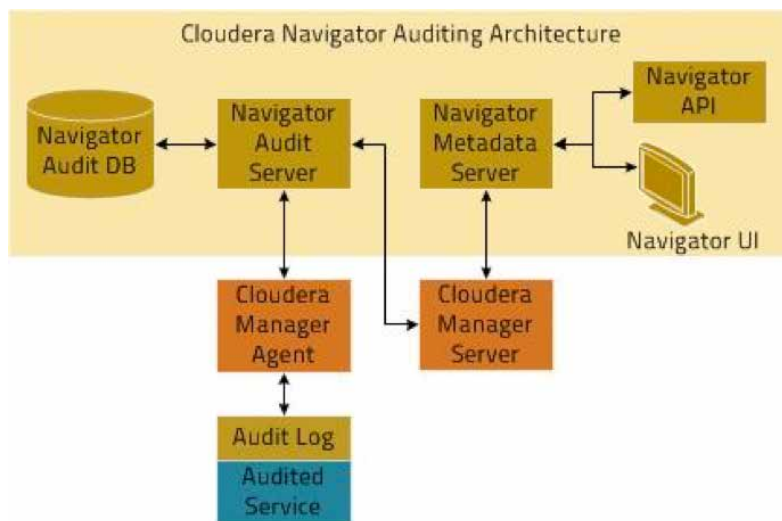 Cloudera Navigator Auditing Architecture
Navigator
Audit DB
Navigator
Audit
Server
Navigator
Metadata
Server
Navigator
API
Navigator UI
Cloudera
Manager
Agent
Cloudera
Manager
Server
Audit Log
Audited
Service